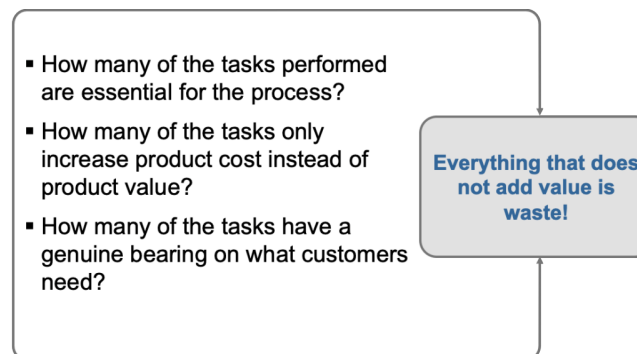 ▪ How many of the tasks performed
are essential for the process?
▪ How many of the tasks only
increase product cost instead of
product value?
▪ How many of the tasks have a
genuine bearing on what customers
need?
Everything that does
not add value is
waste!